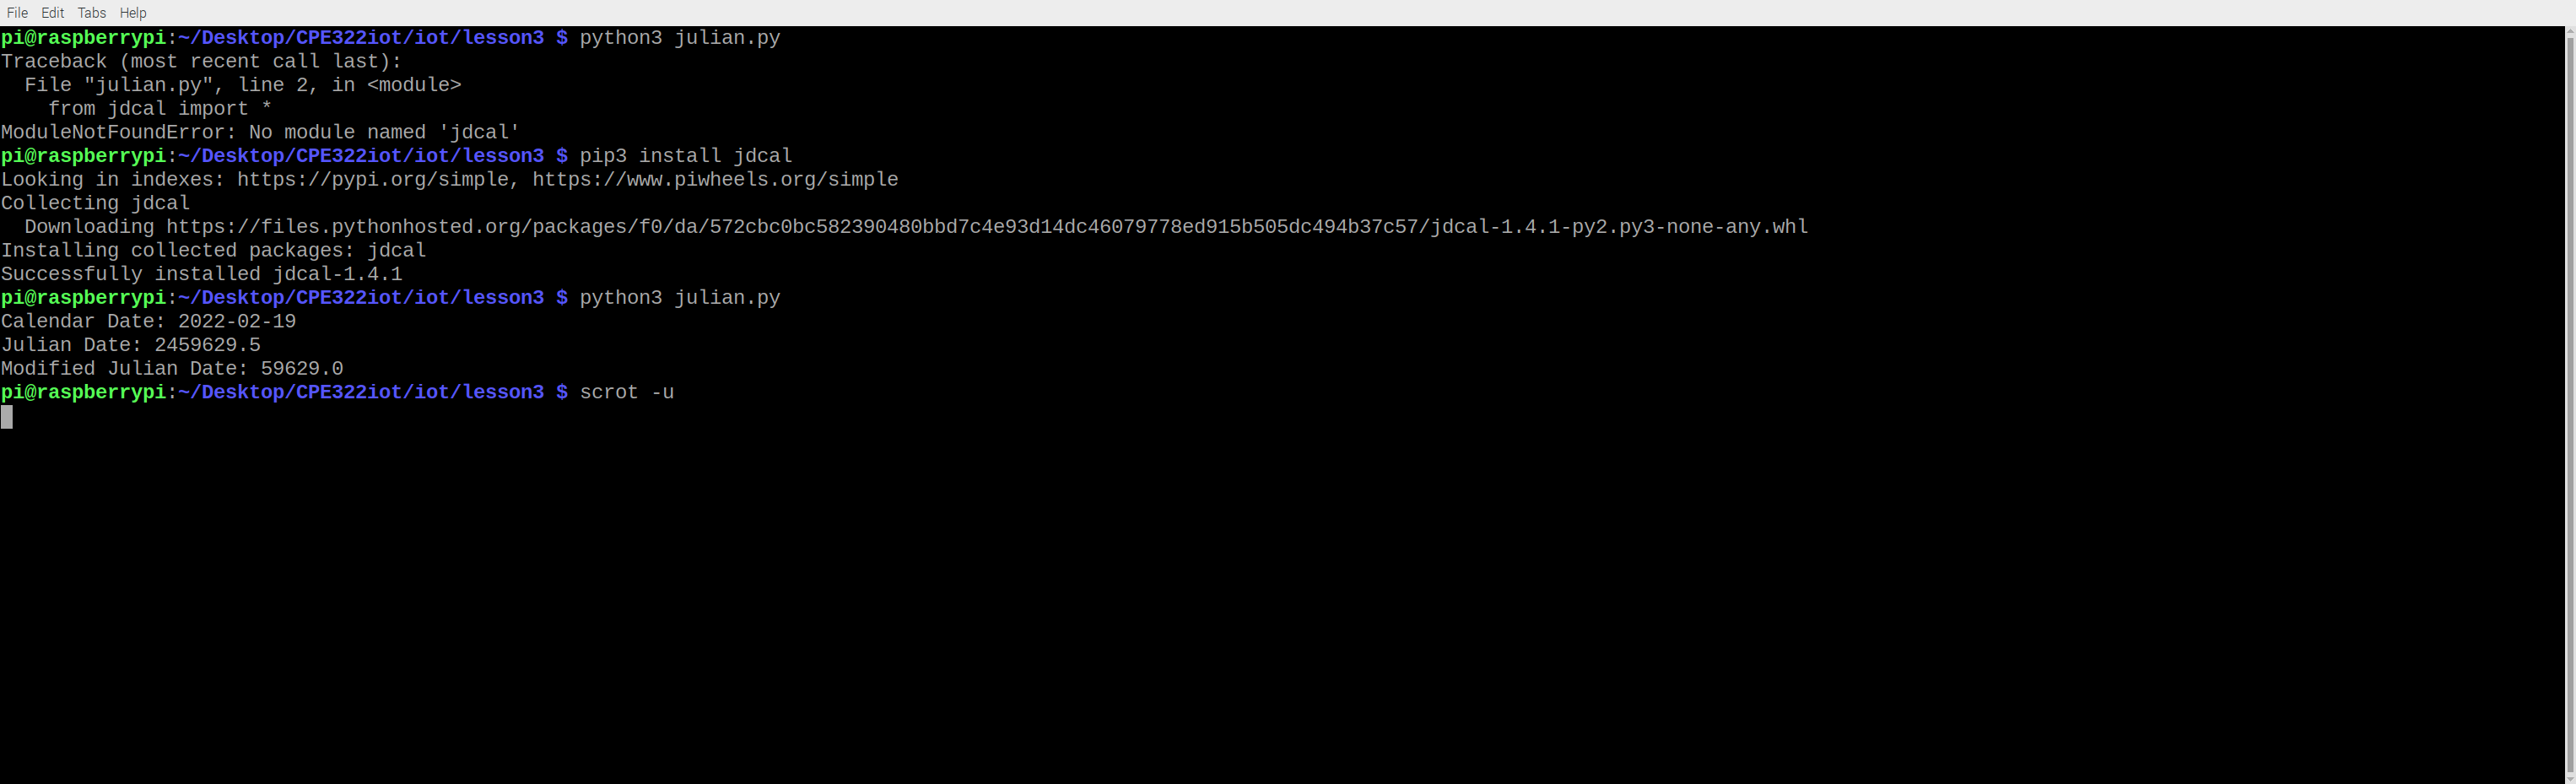 File Edit Tabs Help
pi@raspberrypi:~/Desktop/CPE322iot/iot/lesson3 $ python3 julian.py
Traceback (most recent call last):
  File "julian.py", line 2, in <module>
    from jdcal import *
ModuleNotFoundError: No module named 'jdcal'
pi@raspberrypi:~/Desktop/CPE322iot/iot/lesson3 $ pip3 install jdcal
Looking in indexes: https://pypi.org/simple, https://www.piwheels.org/simple
Collecting jdcal
  Downloading https://files.pythonhosted.org/packages/f0/da/572cbc0bc582390480bbd7c4e93d14dc46079778ed915b505dc494b37c57/jdcal-1.4.1-py2.py3-none-any.whl
Installing collected packages: jdcal
Successfully installed jdcal-1.4.1
pi@raspberrypi:~/Desktop/CPE322iot/iot/lesson3 $ python3 julian.py
Calendar Date: 2022-02-19
Julian Date: 2459629.5
Modified Julian Date: 59629.0
pi@raspberrypi:~/Desktop/CPE322iot/iot/lesson3 $ scrot -u